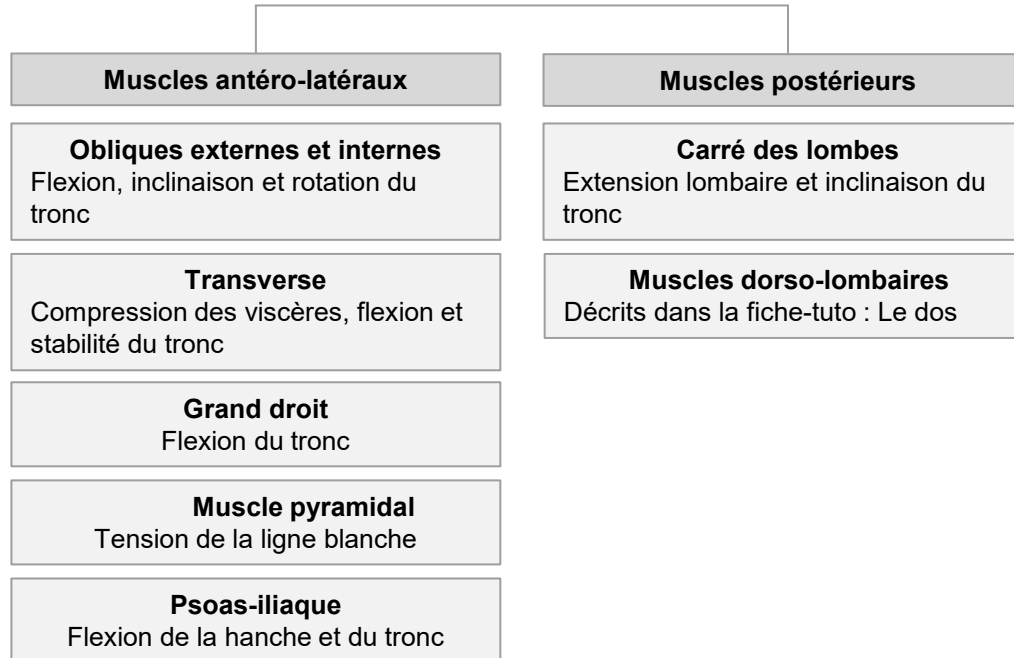 Muscles antéro-latéraux
Obliques externes et internes
Flexion, inclinaison et rotation du
tronc
Transverse
Compression des viscères, flexion et
stabilité du tronc
Grand droit
Flexion du tronc
Muscle pyramidal
Tension de la ligne blanche
Psoas-iliaque
Flexion de la hanche et du tronc
Muscles postérieurs
Carré des lombes
Extension lombaire et inclinaison du
tronc
Muscles dorso-lombaires
Décrits dans la fiche-tuto : Le dos